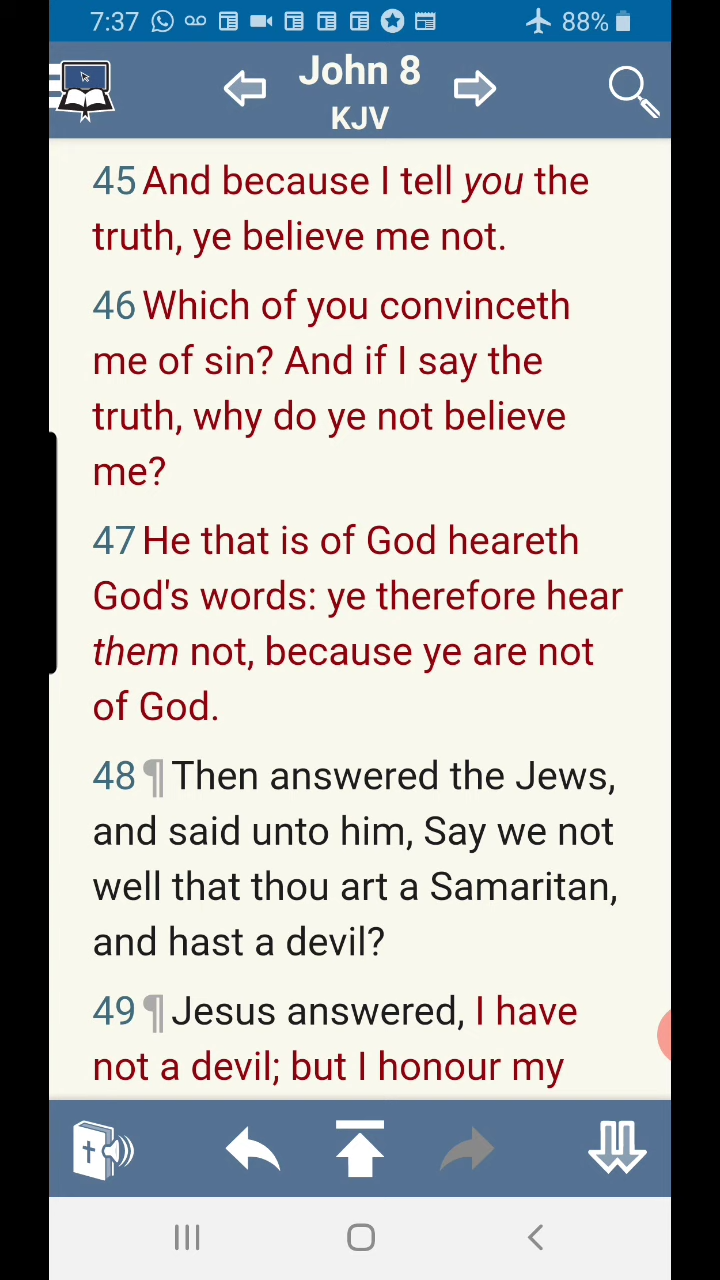 7:37 88%
John 8
KJV
45 And because I tell you the
truth, ye believe me not.
46 Which of you convinceth
me of sin? And if I say the
truth, why do ye not believe
me?
47 He that is of God heareth
God's words: ye therefore hear
them not, because ye are not
of God.
48 ¶ Then answered the Jews,
and said unto him, Say we not
well that thou art a Samaritan,
and hast a devil?
49 ¶ Jesus answered, I have
not a devil; but I honour my